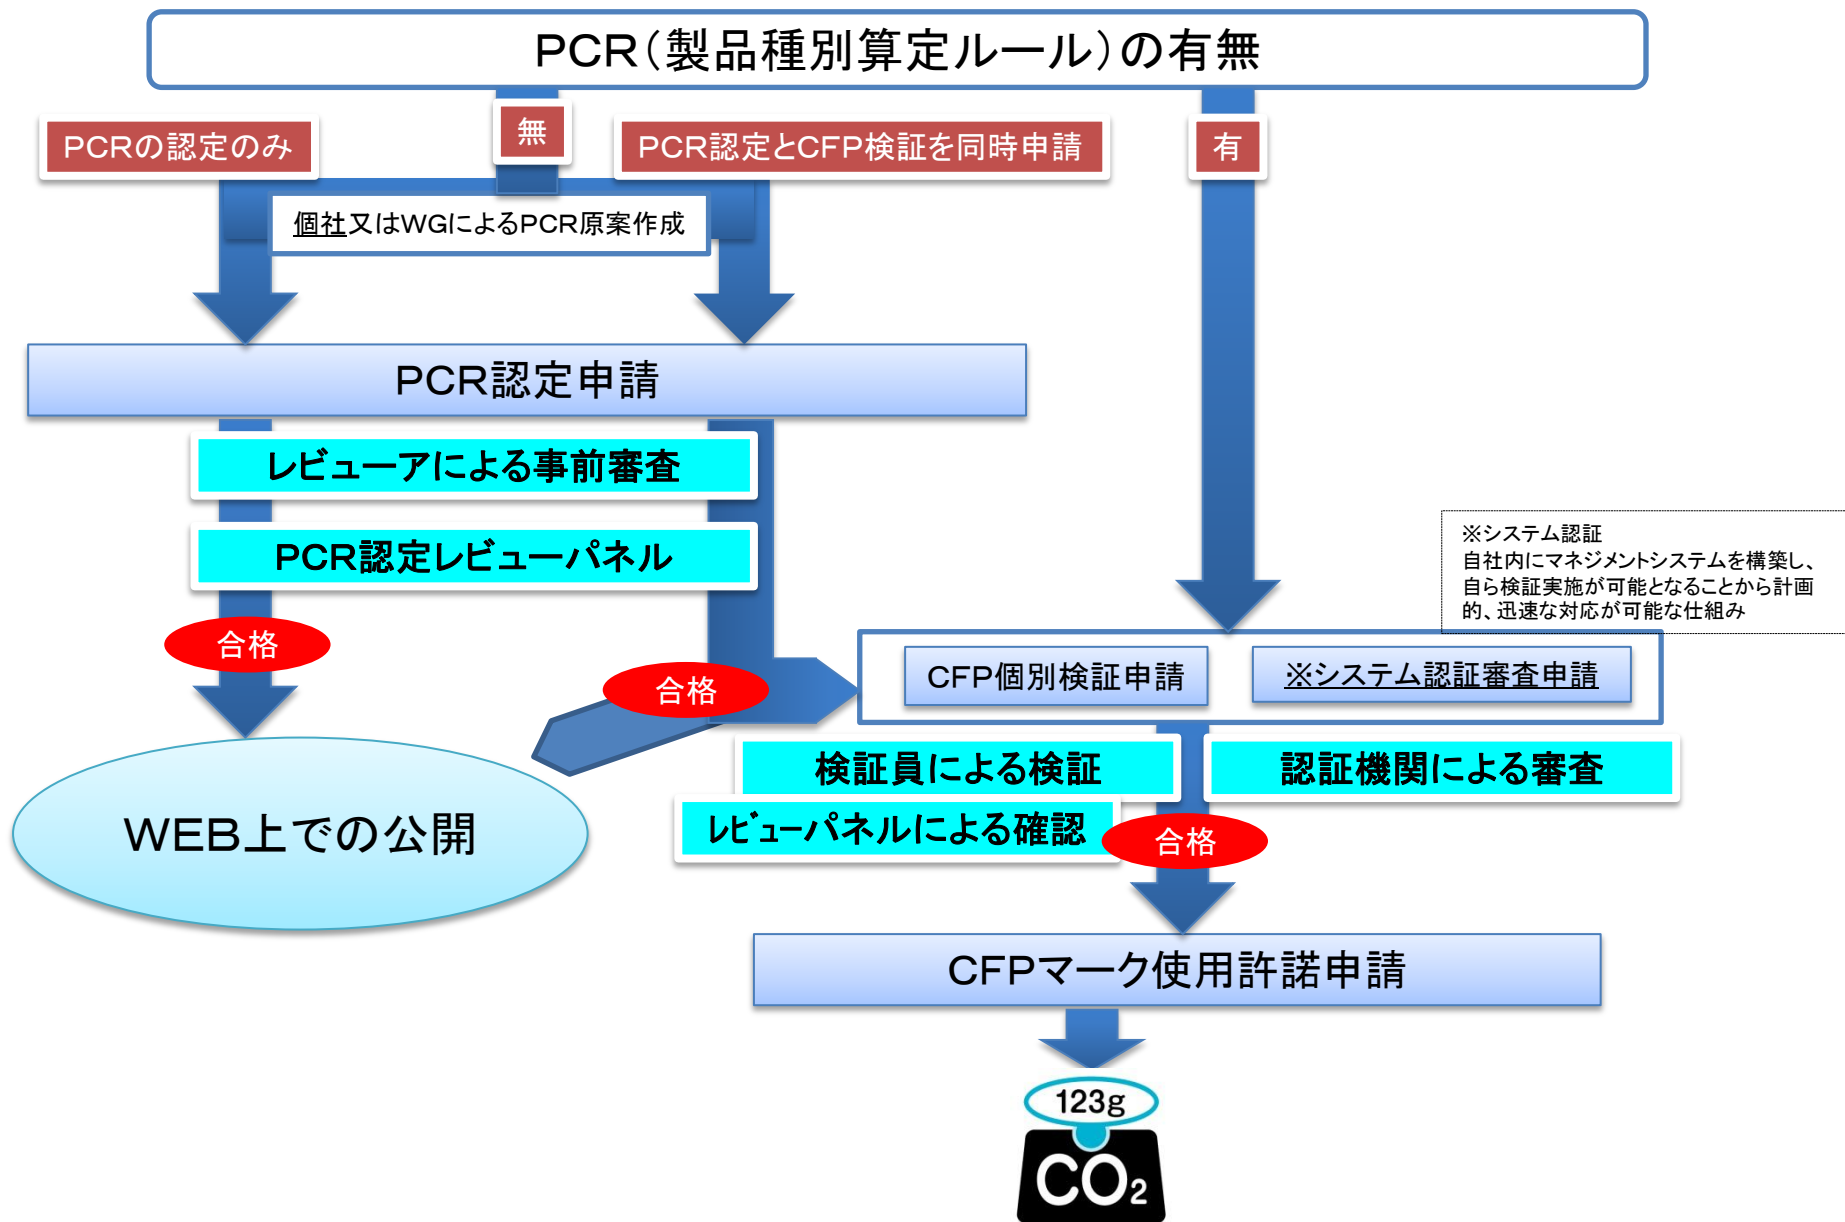 PCR（製品種別算定ルール）の有無
PCRの認定のみ
無
PCR認定とCFP検証を同時申請
有
個社又はWGによるPCR原案作成
PCR認定申請
レビューアによる事前審査
PCR認定レビューパネル
※システム認証
自社内にマネジメントシステムを構築し、
自ら検証実施が可能となることから計画
的、迅速な対応が可能な仕組み
合格
合格
CFP個別検証申請
※システム認証審査申請
検証員による検証
認証機関による審査
レビューパネルによる確認
合格
WEB上での公開
CFPマーク使用許諾申請
123g
CO2